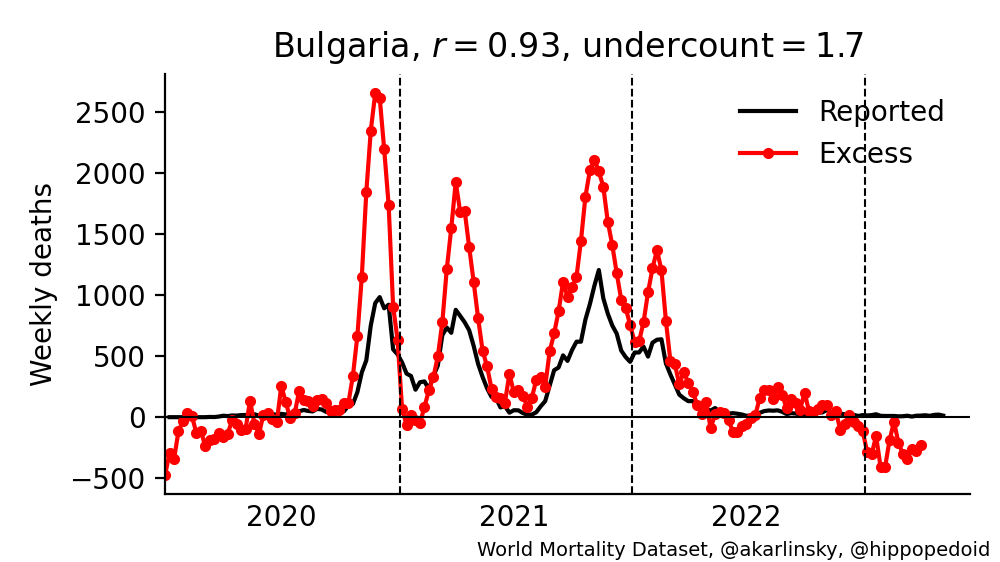 Bulgaria, r = 0.93, undercount = 1.7
Weekly deaths
2500
2000
1500
1000
500
0
−500
Reported
Excess
2020 2021 2022
World Mortality Dataset, @akarlinsky, @hippopedoid